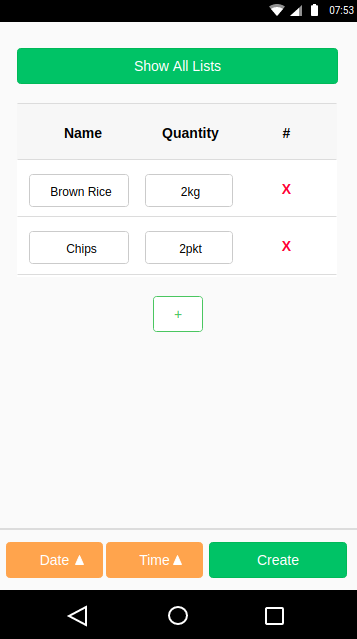 07:53
Show All Lists
Name Quantity #
Brown Rice 2kg X
Chips 2pkt X
+
Date Time Create